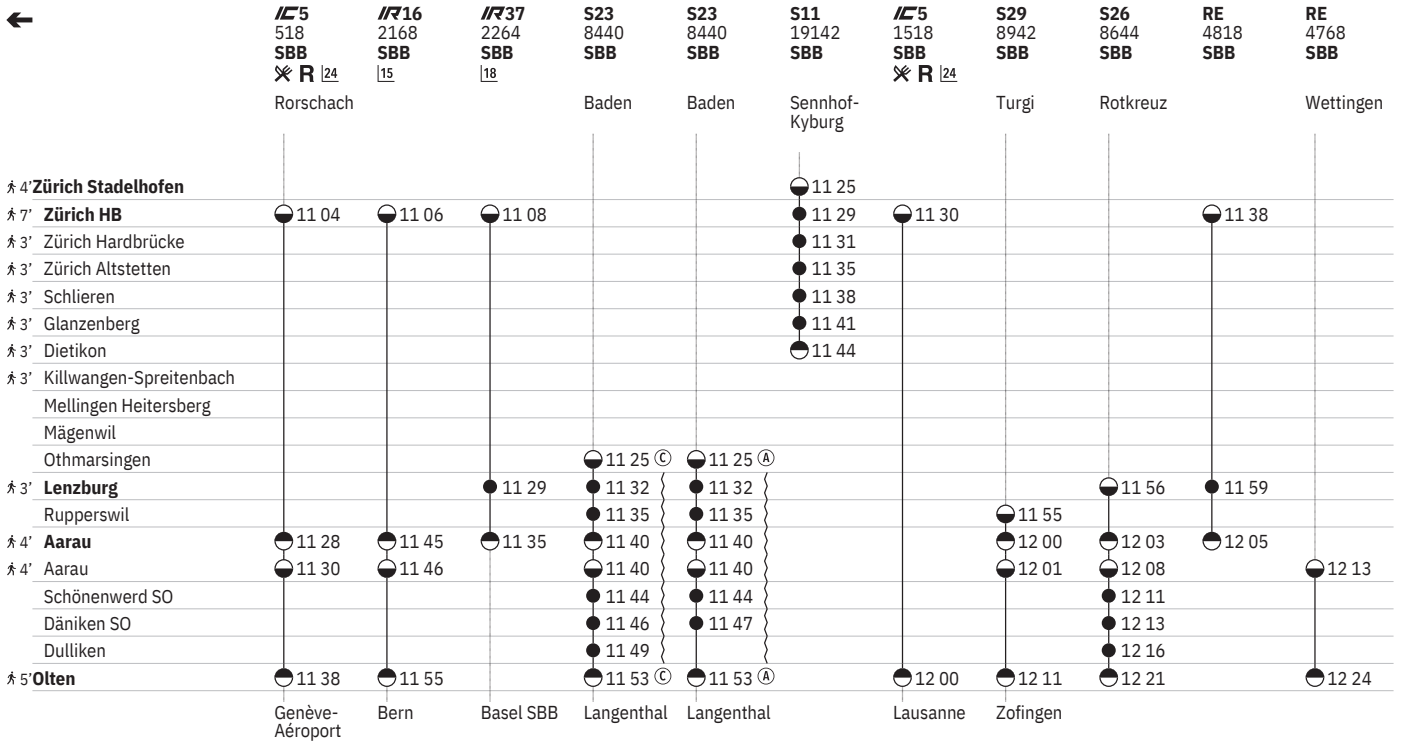 IC5 IR16 IR37 S23 S23 S11 IC5 S29 S26 RE RE
518 2168 2264 8440 8440 19142 1518 8942 8644 4818 4768
SBB SBB SBB SBB SBB SBB SBB SBB SBB SBB SBB
R 24 15 18 R 24
Rorschach Baden Baden Sennhof- Turgi Rotkreuz Wettingen
Kyburg
4’ Zürich Stadelhofen 11 25
7’ Zürich HB 11 04 11 06 11 08 11 29 11 30 11 38
3’ Zürich Hardbrücke 11 31
3’ Zürich Altstetten 11 35
3’ Schlieren 11 38
3’ Glanzenberg 11 41
3’ Dietikon 11 44
3’ Killwangen-Spreitenbach
Mellingen Heitersberg
Mägenwil
Othmarsingen 11 25 C 11 25 A
3’ Lenzburg 11 29 11 32 11 32 11 56 11 59
Rupperswil 11 35 11 35 11 55
4’ Aarau 11 28 11 45 11 35 11 40 11 40 12 00 12 03 12 05
4’ Aarau 11 30 11 46 11 40 11 40 12 01 12 08 12 13
Schönenwerd SO 11 44 11 44 12 11
Däniken SO 11 46 11 47 12 13
Dulliken 11 49 12 16
5’ Olten 11 38 11 55 11 53 C 11 53 A 12 00 12 11 12 21 12 24
Genève- Bern Basel SBB Langenthal Langenthal Lausanne Zofingen
Aéroport